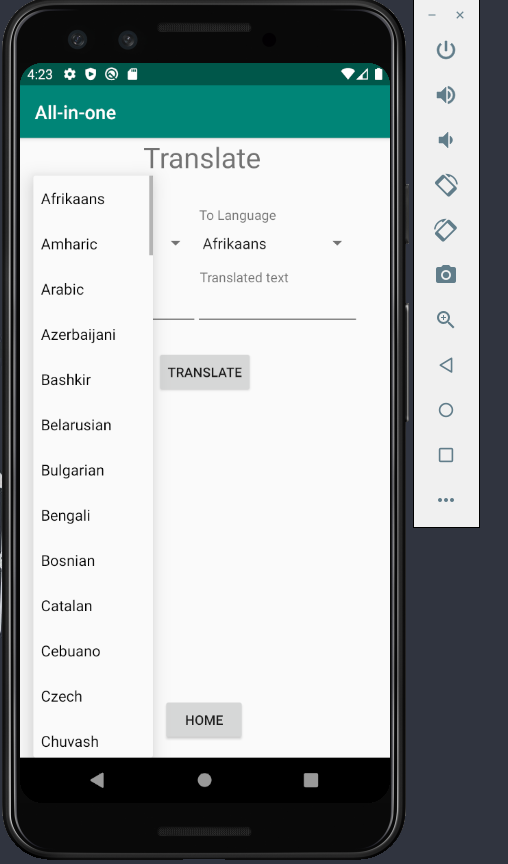 4:23
All-in-one
Translate
Afrikaans
Amharic
Arabic
Azerbaijani
Bashkir
Belarusian
Bulgarian
Bengali
Bosnian
Catalan
Cebuano
Czech
Chuvash
To Language
Afrikaans
Translated text
TRANSLATE
HOME